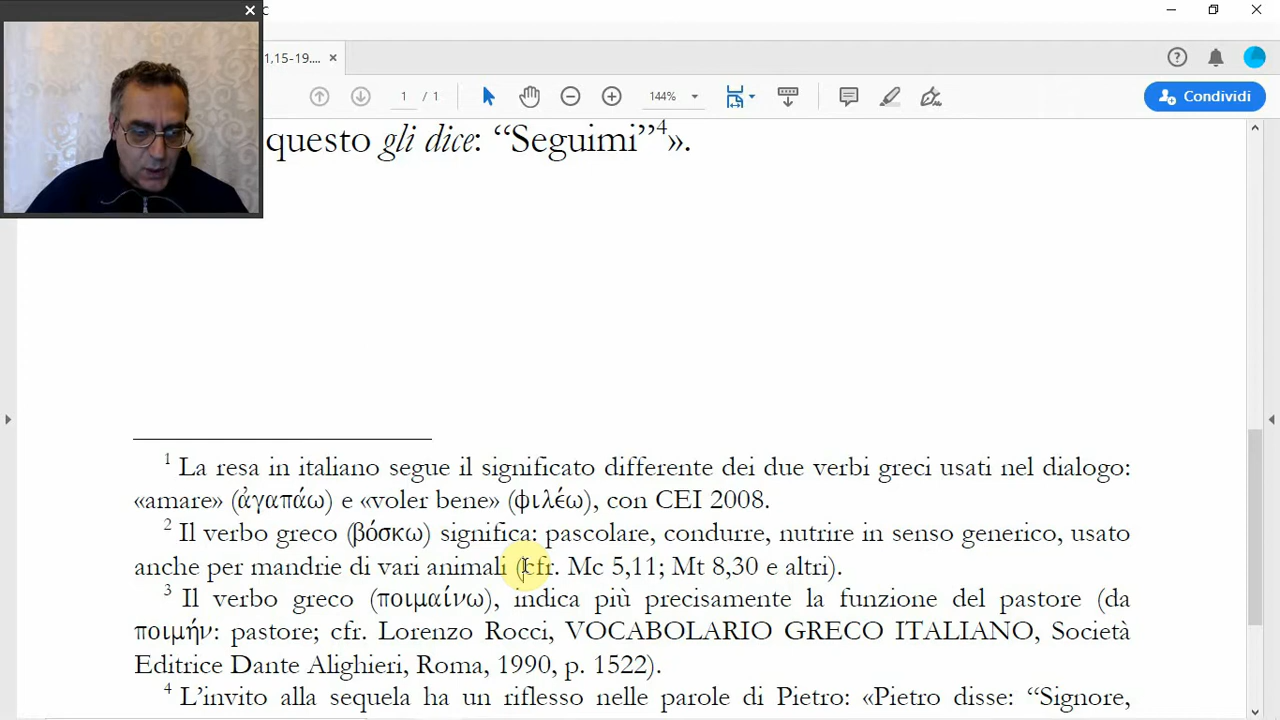 c
1,15-19....
1 / 1
144%
Condividi
questo gli dice: “Seguimi”⁴».
¹ La resa in italiano segue il significato differente dei due verbi greci usati nel dialogo:
«amare» (ἀγαπάω) e «voler bene» (φιλέω), con CEI 2008.
² Il verbo greco (βόσκω) significa: pascolare, condurre, nutrire in senso generico, usato
anche per mandrie di vari animali (cfr. Mc 5,11; Mt 8,30 e altri).
³ Il verbo greco (ποιμαίνω), indica più precisamente la funzione del pastore (da
ποιμήν: pastore; cfr. Lorenzo Rocci, VOCABOLARIO GRECO ITALIANO, Società
Editrice Dante Alighieri, Roma, 1990, p. 1522).
⁴ L’invito alla sequela ha un riflesso nelle parole di Pietro: «Pietro disse: “Signore,